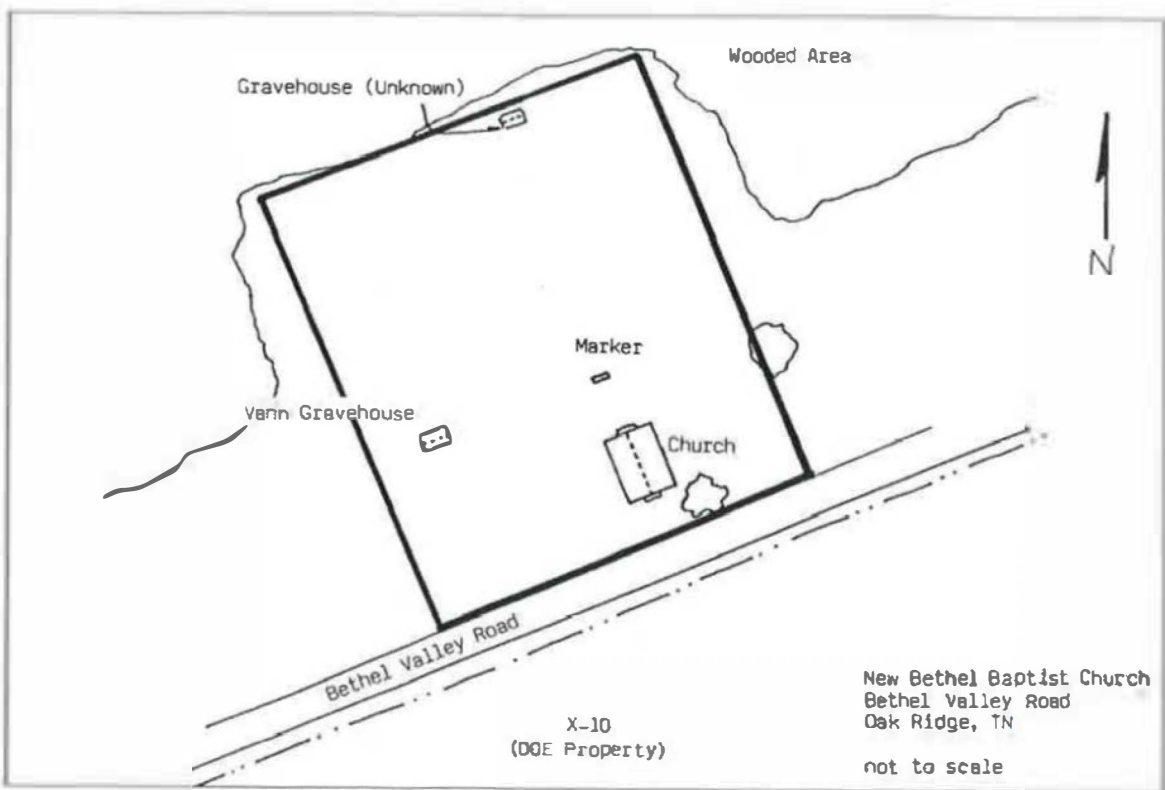 Wooded Area
Gravehouse (Unknown)
N
Marker
Vann Gravehouse
Church
Bethel Valley Road
New Bethel Baptist Church
Bethel Valley Road
Oak Ridge, TN
X-10
(DOE Property)
not to scale